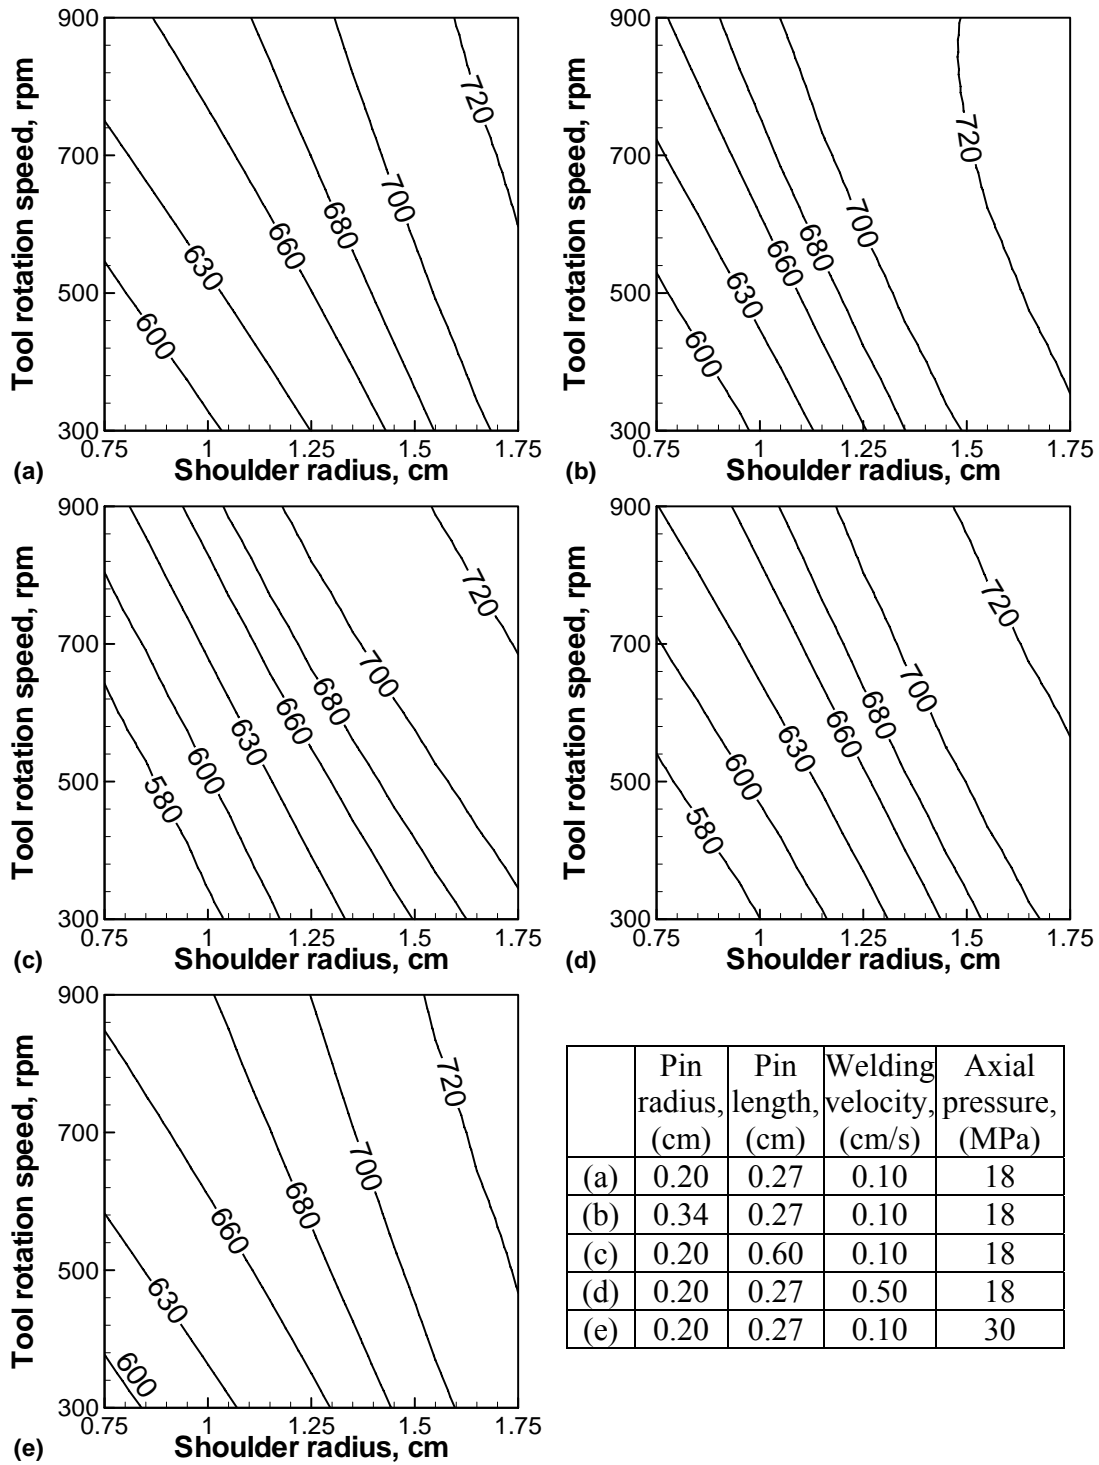 900
700
500
300
0.75 1 1.25 1.5 1.75
Tool rotation speed, rpm
Shoulder radius, cm
(a)
600
630
660
680
700
720
900
700
500
300
0.75 1 1.25 1.5 1.75
Tool rotation speed, rpm
Shoulder radius, cm
(b)
600
630
660
680
700
720
900
700
500
300
0.75 1 1.25 1.5 1.75
Tool rotation speed, rpm
Shoulder radius, cm
(c)
580
600
630
660
680
700
720
900
700
500
300
0.75 1 1.25 1.5 1.75
Tool rotation speed, rpm
Shoulder radius, cm
(d)
580
600
630
660
680
700
720
900
700
500
300
0.75 1 1.25 1.5 1.75
Tool rotation speed, rpm
Shoulder radius, cm
(e)
600
630
660
680
700
720
Pin Pin Welding Axial
radius, length, velocity, pressure,
(cm) (cm) (cm/s) (MPa)
(a) 0.20 0.27 0.10 18
(b) 0.34 0.27 0.10 18
(c) 0.20 0.60 0.10 18
(d) 0.20 0.27 0.50 18
(e) 0.20 0.27 0.10 30